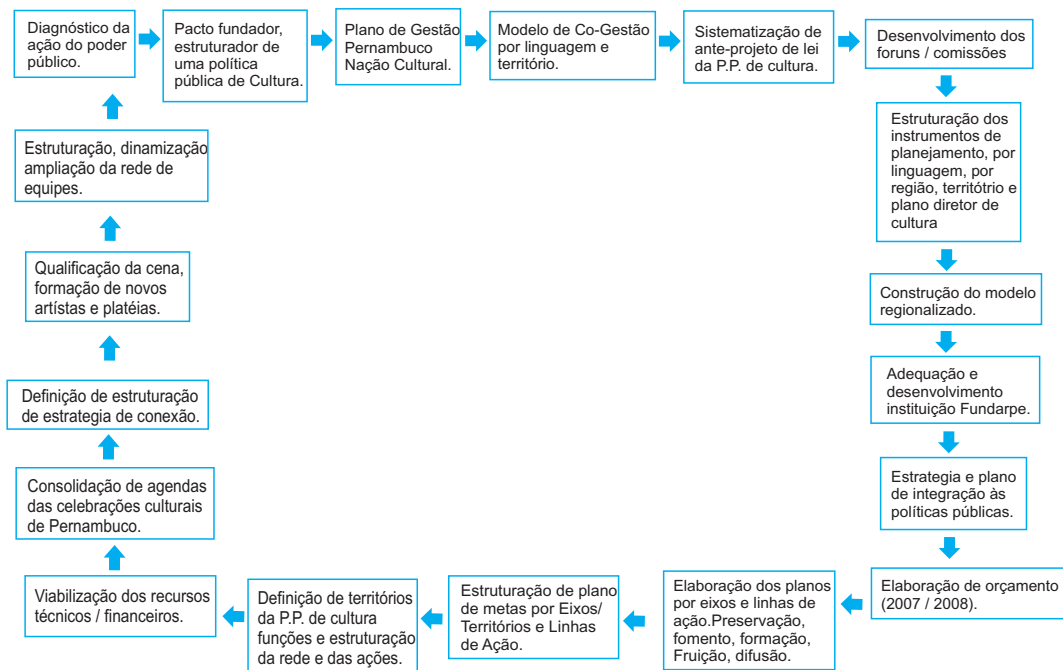 Diagnóstico da
ação do poder
público.
Pacto fundador,
estruturador de
uma política
pública de Cultura.
Plano de Gestão
Pernambuco
Nação Cultural.
Modelo de Co-Gestão
por linguagem e
território.
Sistematização de
ante-projeto de lei
da P.P. de cultura.
Desenvolvimento dos
foruns / comissões
Estruturação dos
instrumentos de
planejamento, por
linguagem, por
região, territótrio e
plano diretor de
cultura
Construção do modelo
regionalizado.
Adequação e
desenvolvimento
instituição Fundarpe.
Estrategia e plano
de integração às
políticas públicas.
Elaboração de orçamento
(2007 / 2008).
Elaboração dos planos
por eixos e linhas de
ação.Preservação,
fomento, formação,
Fruição, difusão.
Estruturação de plano
de metas por Eixos/
Territórios e Linhas
de Ação.
Definição de territórios
da P.P. de cultura
funções e estruturação
da rede e das ações.
Viabilização dos recursos
técnicos / financeiros.
Consolidação de agendas
das celebrações culturais
de Pernambuco.
Definição de estruturação
de estrategia de conexão.
Qualificação da cena,
formação de novos
artístas e platéias.
Estruturação, dinamização
ampliação da rede de
equipes.